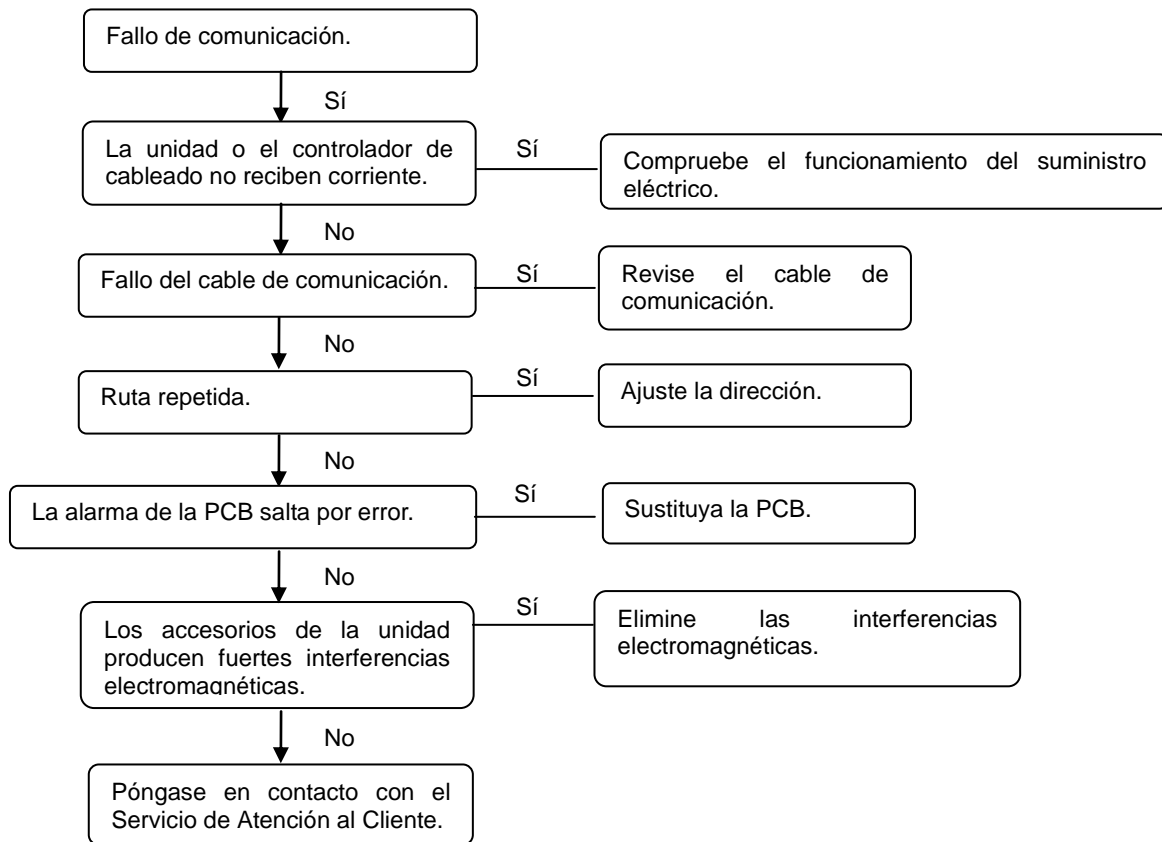 Fallo de comunicación.
Sí
La unidad o el controlador de
cableado no reciben corriente.
Sí
Compruebe el funcionamiento del suministro
eléctrico.
No
Fallo del cable de comunicación.
Sí
Revise el cable de
comunicación.
No
Ruta repetida.
Sí
Ajuste la dirección.
No
La alarma de la PCB salta por error.
Sí
Sustituya la PCB.
No
Los accesorios de la unidad
producen fuertes interferencias
electromagnéticas.
Sí
Elimine las interferencias
electromagnéticas.
No
Póngase en contacto con el
Servicio de Atención al Cliente.